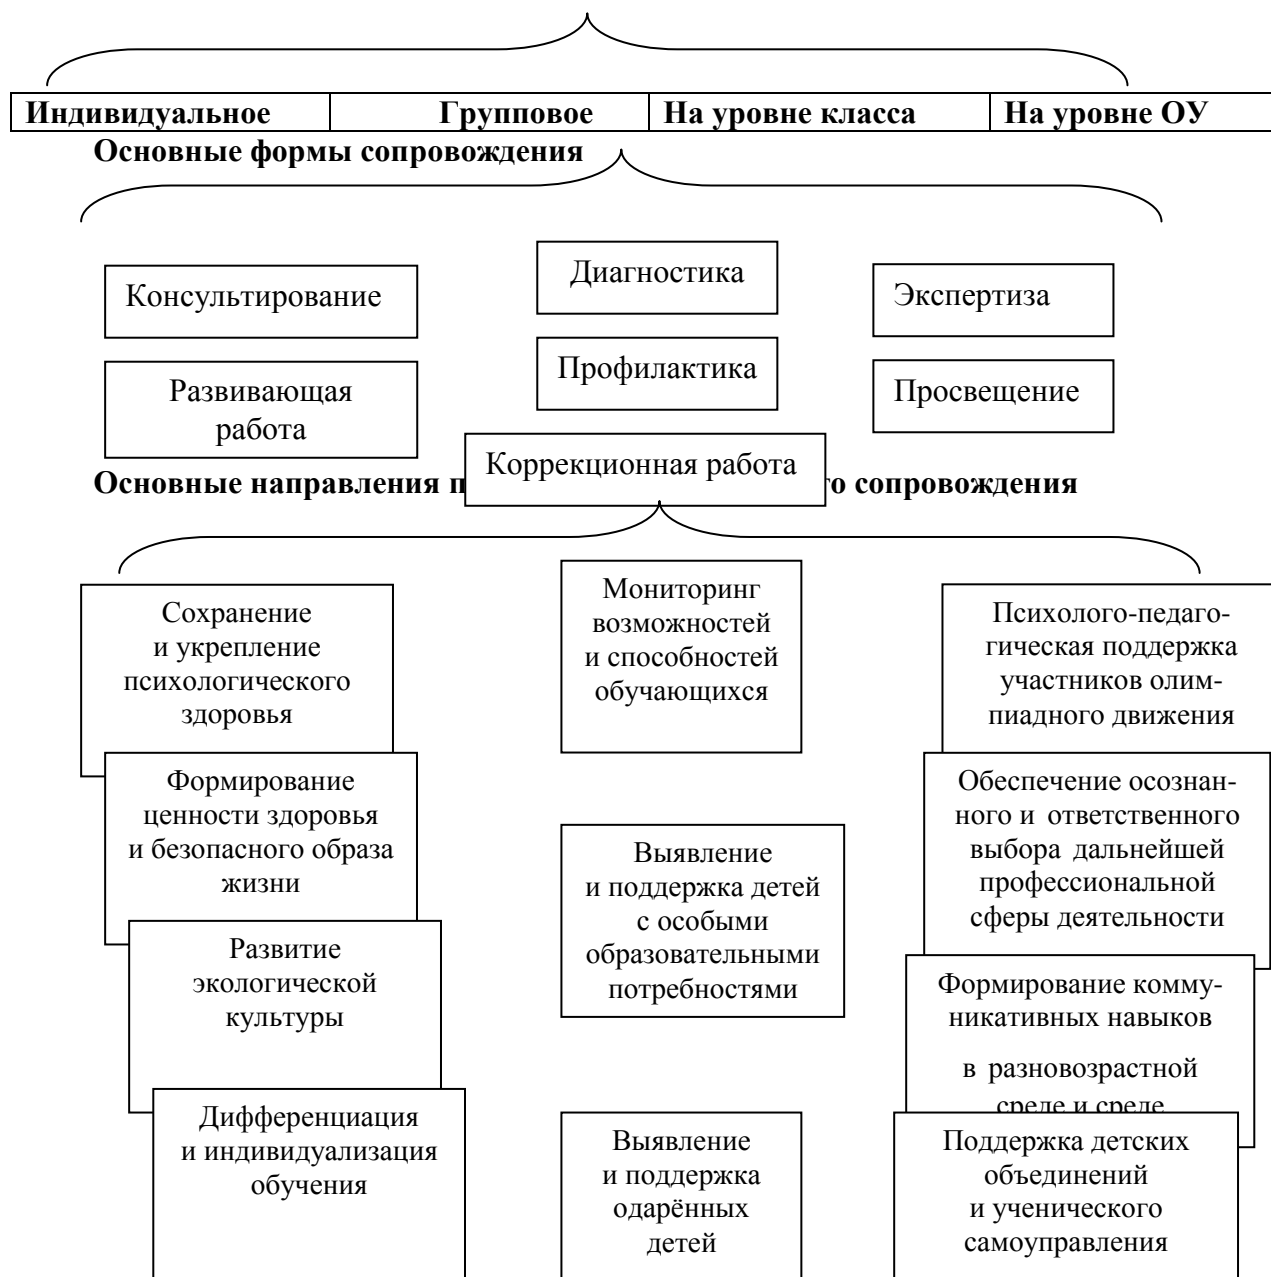 Индивидуальное Групповое На уровне класса На уровне ОУ
Основные формы сопровождения
Консультирование
Диагностика
Экспертиза
Развивающая
работа
Профилактика
Просвещение
Коррекционная работа
Основные направления сопровождения
Сохранение
и укрепление
психологического
здоровья
Мониторинг
возможностей
и способностей
обучающихся
Психолого-педаго-
гическая поддержка
участников олим-
пиадного движения
Формирование
ценности здоровья
и безопасного образа
жизни
Выявление
и поддержка детей
с особыми
образовательными
потребностями
Обеспечение осознан-
ного и ответственного
выбора дальнейшей
профессиональной
сферы деятельности
Развитие
экологической
культуры
Формирование комму-
никативных навыков
в разновозрастной
среде и среде
Дифференциация
и индивидуализация
обучения
Выявление
и поддержка
одарённых
детей
Поддержка детских
объединений
и ученического
самоуправления